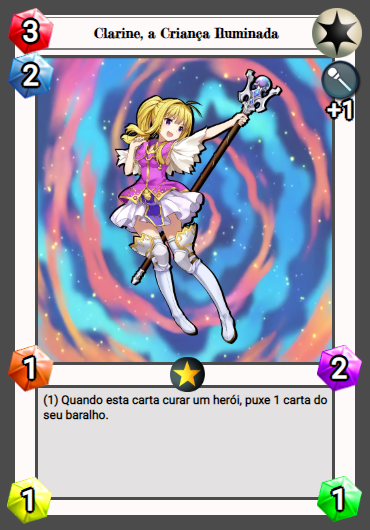 3
Clarine, a Criança Iluminada
2
+1
1
2
(1) Quando esta carta curar um herói, puxe 1 carta do
seu baralho.
1
1